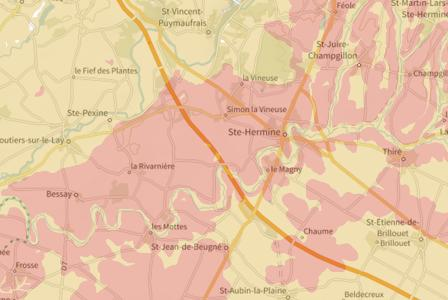 Féole
St-Martin-Lars-
Ste-Hermine
St-Vincent-
Puymaufrais
St-Juire-
Champgillon
le Fief des Plantes
la Vineuse
Ste-Pexine
Simon la Vineuse
Ste-Hermine
outiers-sur-le-Lay
Thiré
la Rivarnière
le Magny
Bessay
les Mottes
St-Étienne-de-
Brillouet
Brillouet
Chaume
St-Jean-de-Beugné
Frosse
D7
St-Aubin-la-Plaine
Beldecreux